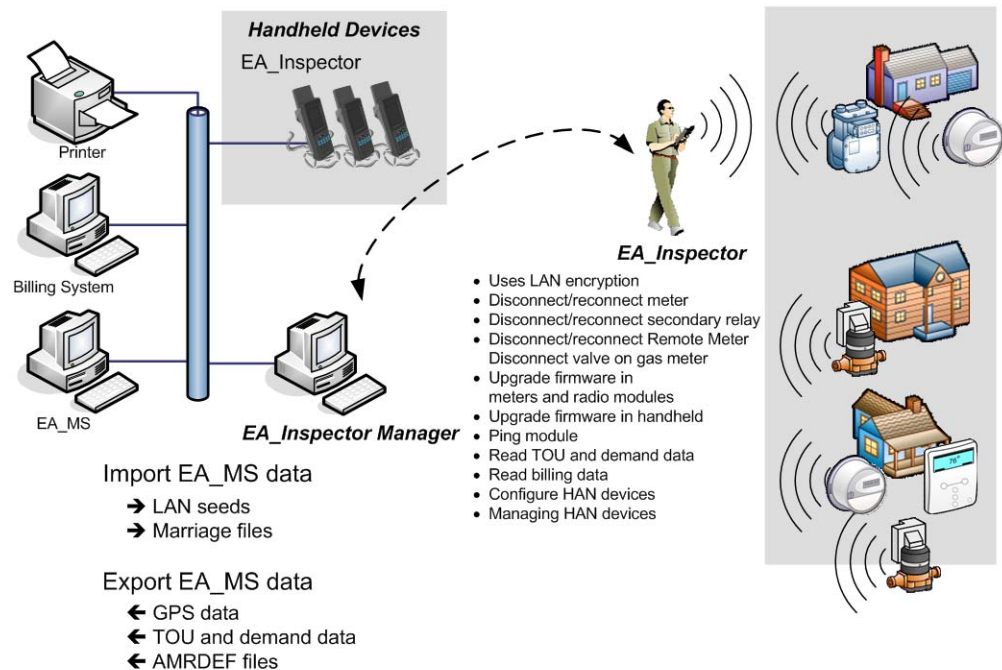 Handheld Devices
EA_Inspector
Printer
Billing System
EA_MS
EA_Inspector Manager
Import EA_MS data
→ LAN seeds
→ Marriage files
Export EA_MS data
← GPS data
← TOU and demand data
← AMRDEF files
EA_Inspector
• Uses LAN encryption
• Disconnect/reconnect meter
• Disconnect/reconnect secondary relay
• Disconnect/reconnect Remote Meter
Disconnect valve on gas meter
• Upgrade firmware in
meters and radio modules
• Upgrade firmware in handheld
• Ping module
• Read TOU and demand data
• Read billing data
• Configure HAN devices
• Managing HAN devices